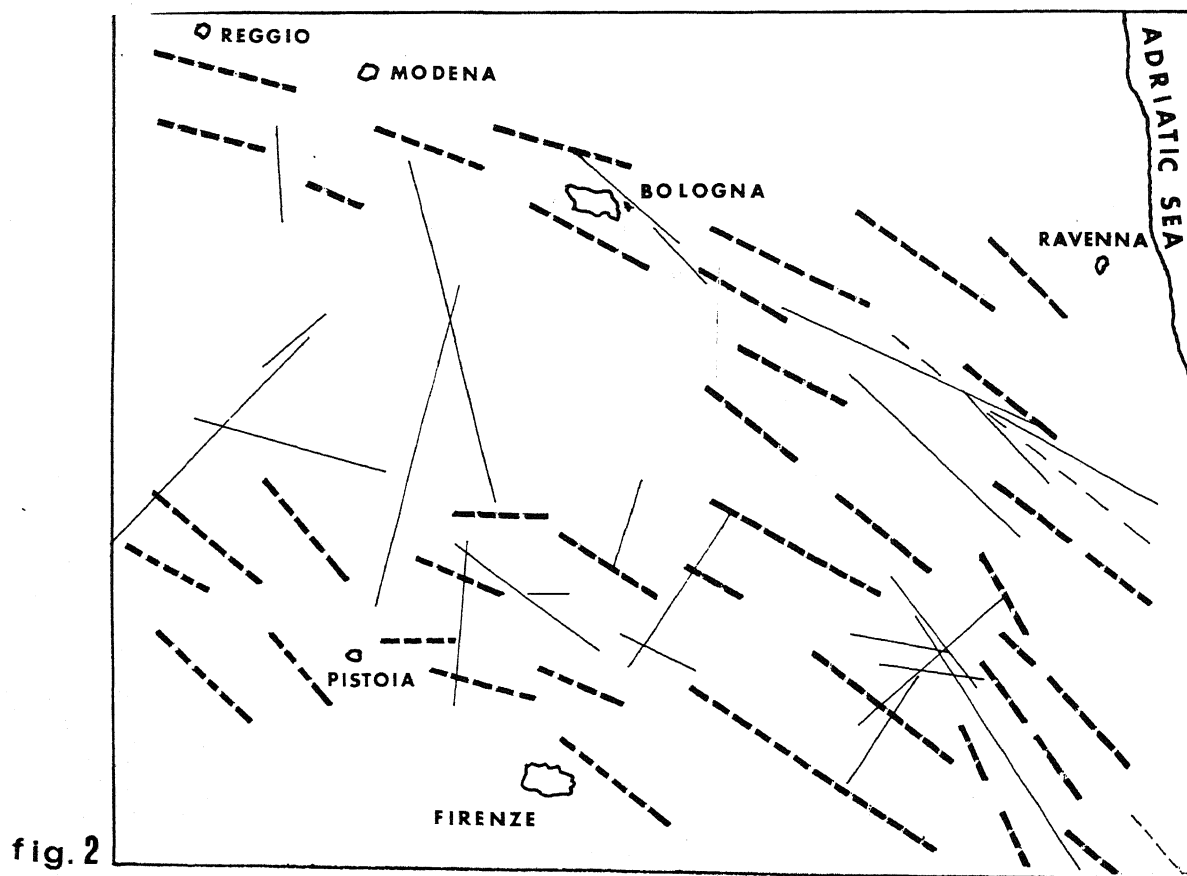 REGGIO
MODENA
ADRIATIC SEA
BOLOGNA
RAVENNA
PISTOIA
FIRENZE
fig. 2